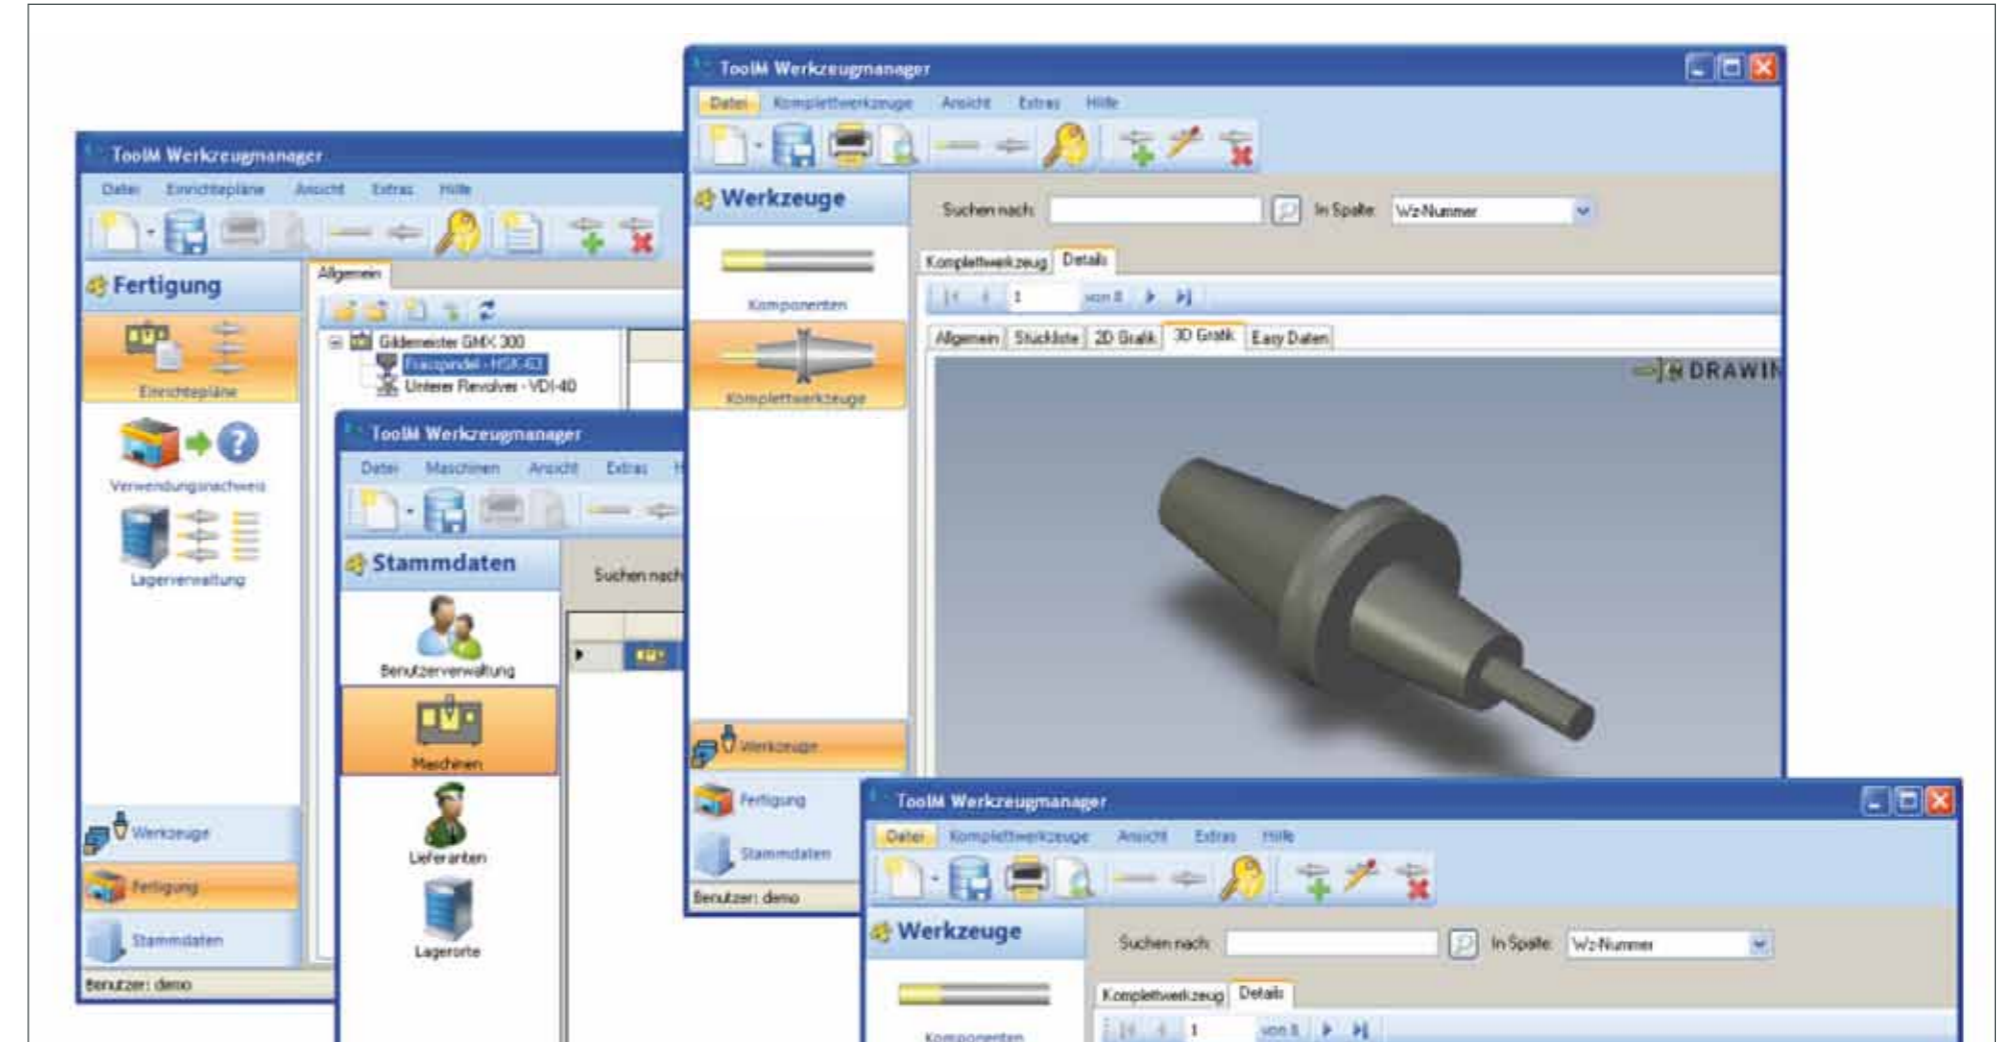 ToolM Werkzeugmanager
Datei Komplettwerkzeuge Ansicht Extras Hilfe
Werkzeuge
Suchen nach: In Spalte: Wz-Nummer
Komplettwerkzeug Details
1 von 8
Komponenten
Allgemein Stückliste 2D Grafik 3D Grafik Easy Daten
DRAWIN
Komplettwerkzeuge
Werkzeuge
Fertigung
Stammdaten
Benutzer: demo
ToolM Werkzeugmanager
Datei Einrichtepläne Ansicht Extras Hilfe
Fertigung
Allgemein
Gildemeister GMX 300
Frässpindel - HSK-63
Unterer Revolver - VDI-40
Einrichtepläne
Verwendungsnachweis
Lagerverwaltung
Werkzeuge
Fertigung
Stammdaten
Benutzer: demo
ToolM Werkzeugmanager
Datei Maschinen Ansicht Extras H
Stammdaten
Suchen nach
Benutzerverwaltung
Maschinen
Lieferanten
Lagerorte
ToolM Werkzeugmanager
Datei Komplettwerkzeuge Ansicht Extras Hilfe
Werkzeuge
Suchen nach: In Spalte: Wz-Nummer
Komplettwerkzeug Details
1 von 8
Komponenten